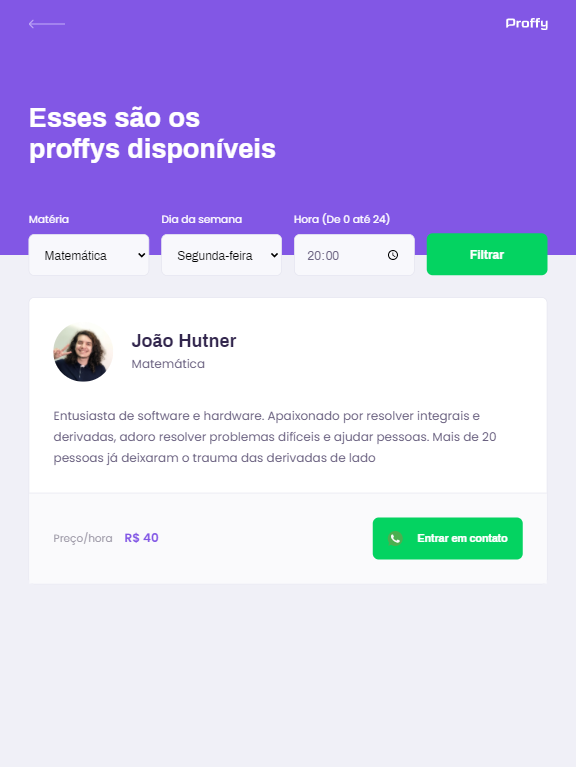 Proffy
Esses são os
proffys disponíveis
Matéria
Dia da semana
Hora (De 0 até 24)
Matemática
Segunda-feira
20:00
Filtrar
João Hutner
Matemática
Entusiasta de software e hardware. Apaixonado por resolver integrais e
derivadas, adoro resolver problemas difíceis e ajudar pessoas. Mais de 20
pessoas já deixaram o trauma das derivadas de lado
Preço/hora R$ 40
Entrar em contato